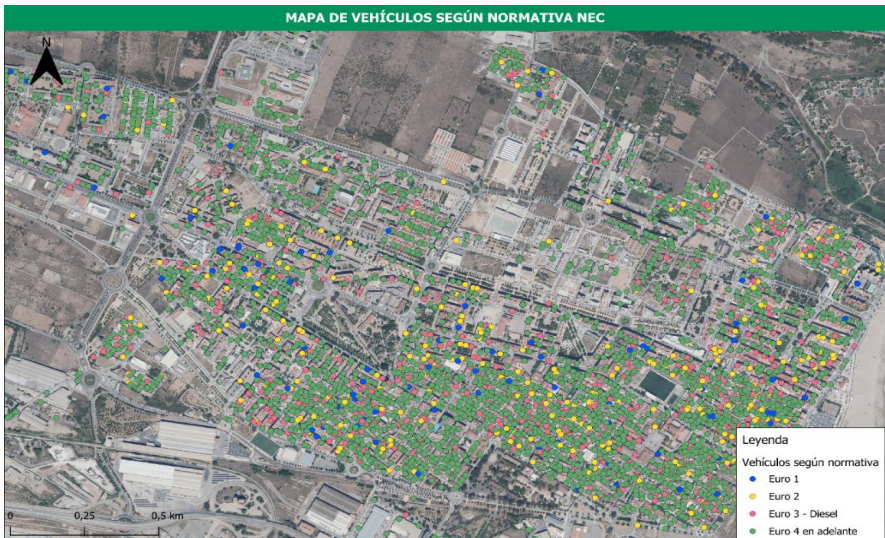 MAPA DE VEHÍCULOS SEGÚN NORMATIVA NEC
N
Leyenda
Vehículos según normativa
Euro 1
Euro 2
Euro 3 - Diesel
Euro 4 en adelante
0 0,25 0,5 km